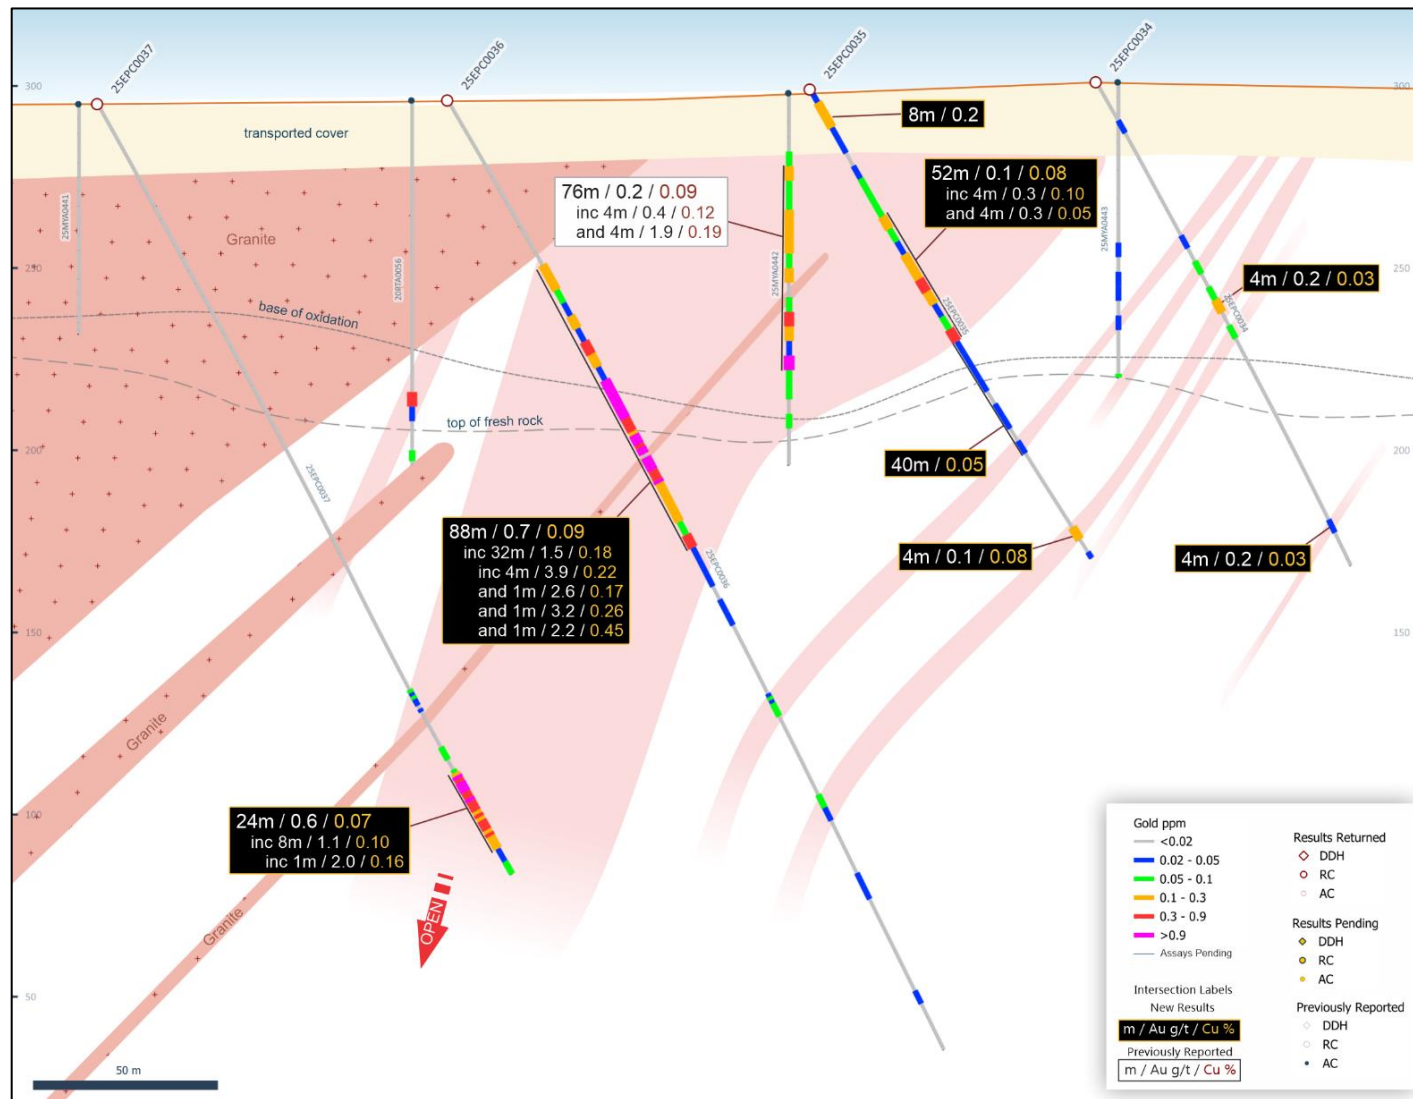 25EPC0037
25EPC0036
25EPC0035
25EPC0034
300
300
transported cover
8m / 0.2
52m / 0.1 / 0.08
inc 4m / 0.3 / 0.10
and 4m / 0.3 / 0.05
76m / 0.2 / 0.09
inc 4m / 0.4 / 0.12
and 4m / 1.9 / 0.19
25MYA0441
Granite
20RTA0056
25MYA0442
25MYA0443
250
250
4m / 0.2 / 0.03
base of oxidation
25EPC0035
25EPC0034
top of fresh rock
200
200
25EPC0037
40m / 0.05
88m / 0.7 / 0.09
inc 32m / 1.5 / 0.18
inc 4m / 3.9 / 0.22
and 1m / 2.6 / 0.17
and 1m / 3.2 / 0.26
and 1m / 2.2 / 0.45
25EPC0036
4m / 0.1 / 0.08
4m / 0.2 / 0.03
150
150
Granite
100
24m / 0.6 / 0.07
inc 8m / 1.1 / 0.10
inc 1m / 2.0 / 0.16
OPEN
Granite
50
50 m
Gold ppm
<0.02
0.02 - 0.05
0.05 - 0.1
0.1 - 0.3
0.3 - 0.9
>0.9
Assays Pending
Intersection Labels
New Results
m / Au g/t / Cu %
Previously Reported
m / Au g/t / Cu %
Results Returned
DDH
RC
AC
Results Pending
DDH
RC
AC
Previously Reported
DDH
RC
AC